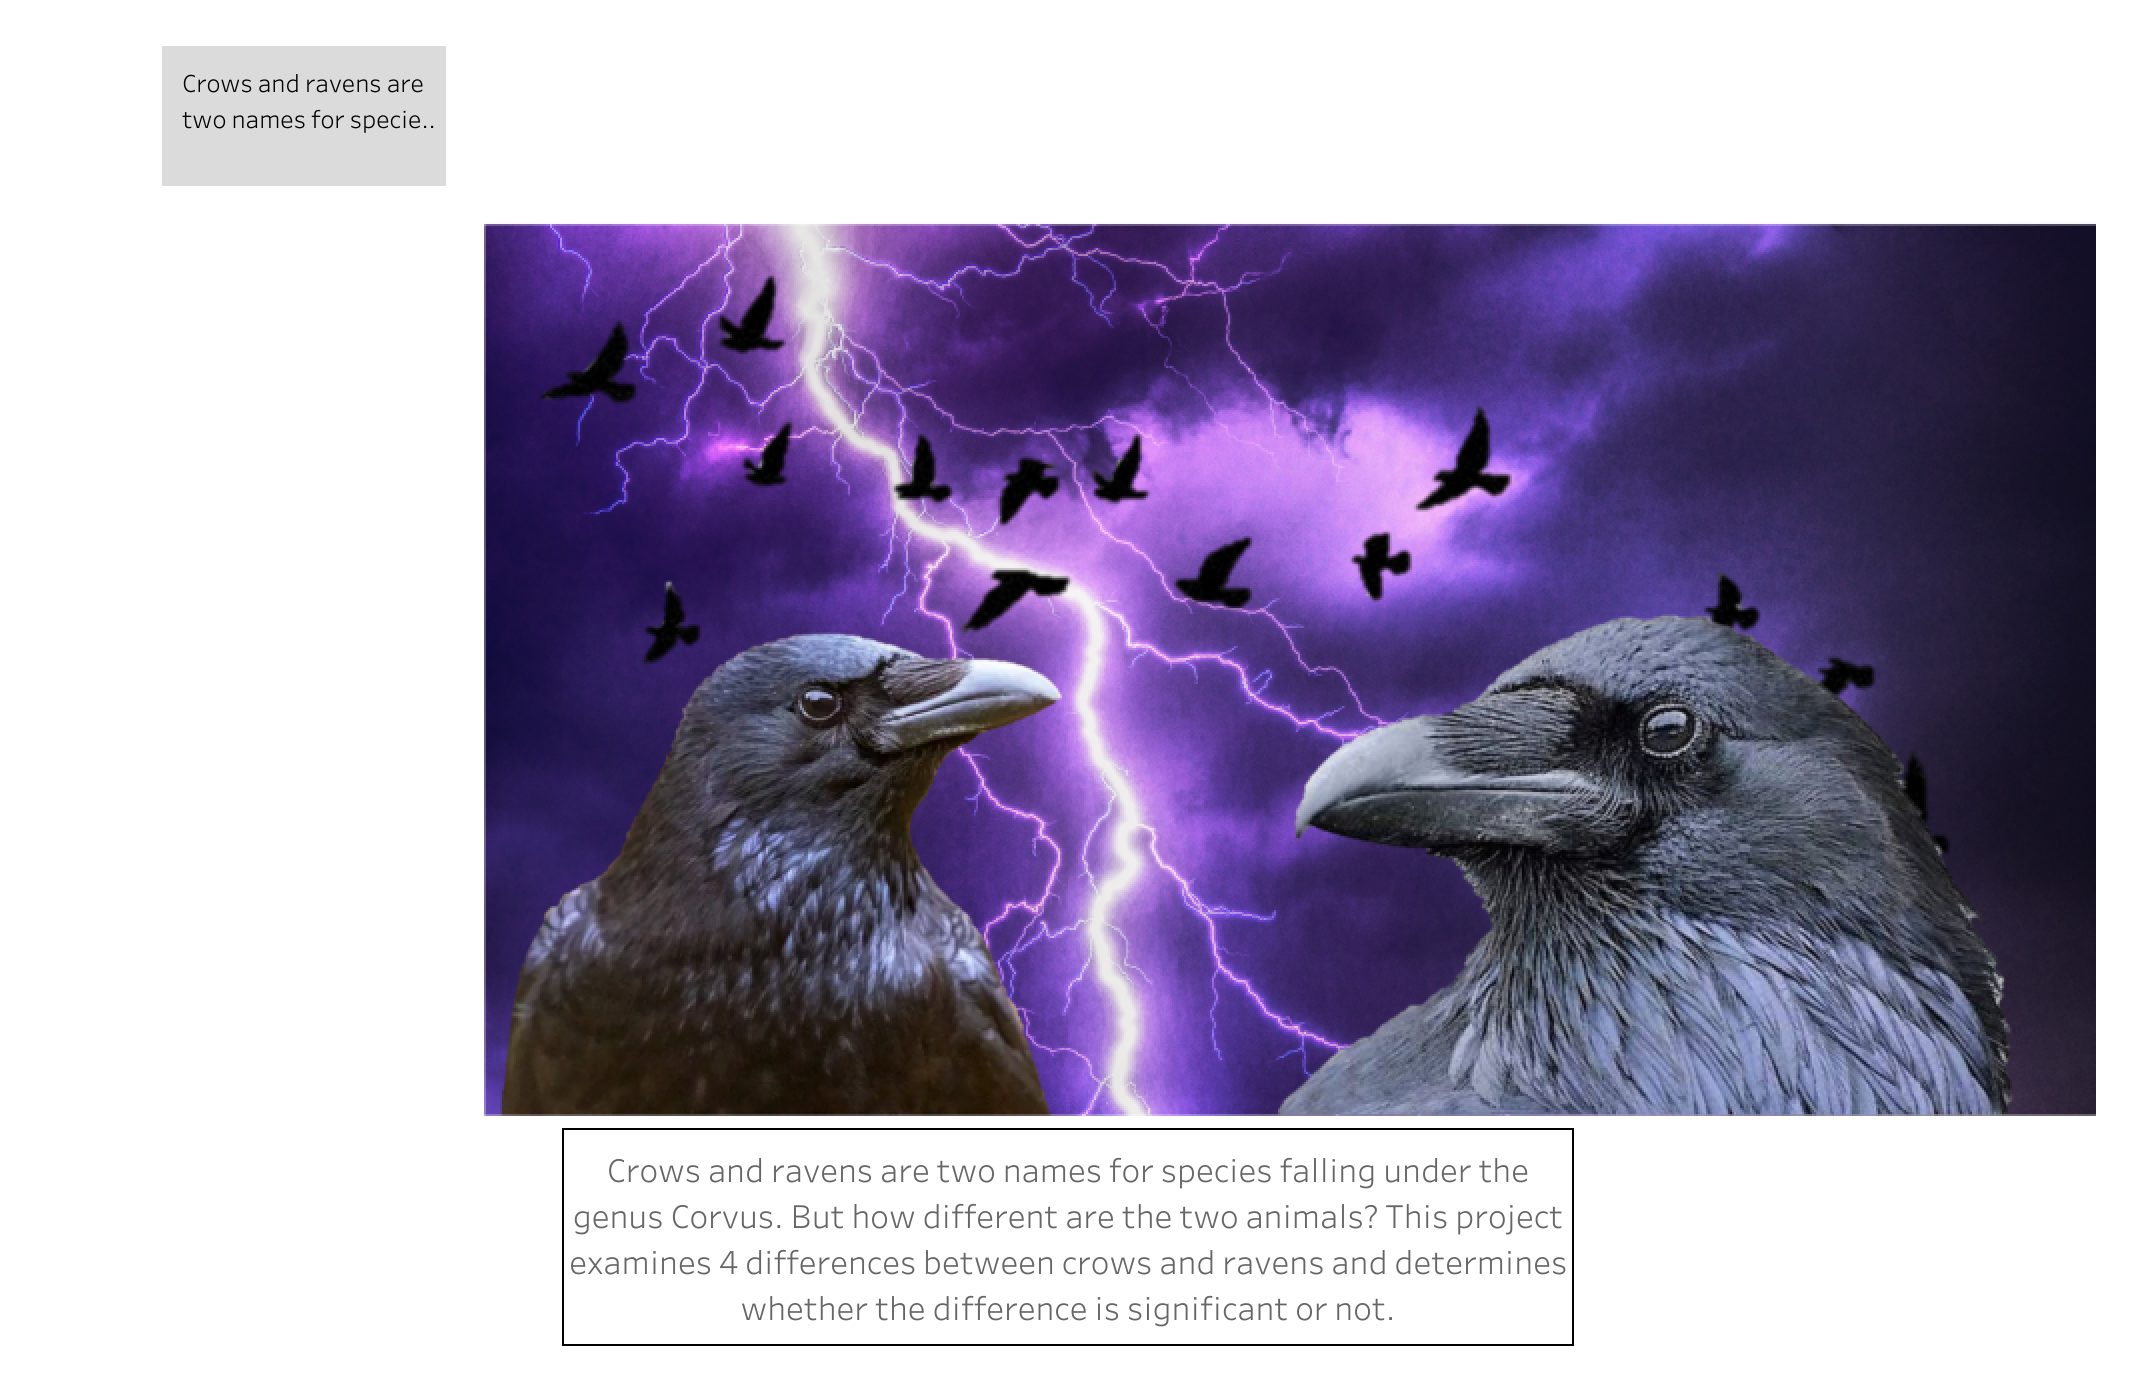 Crows and ravens are
two names for specie..
Crows and ravens are two names for species falling under the
genus Corvus. But how different are the two animals? This project
examines 4 differences between crows and ravens and determines
whether the difference is significant or not.